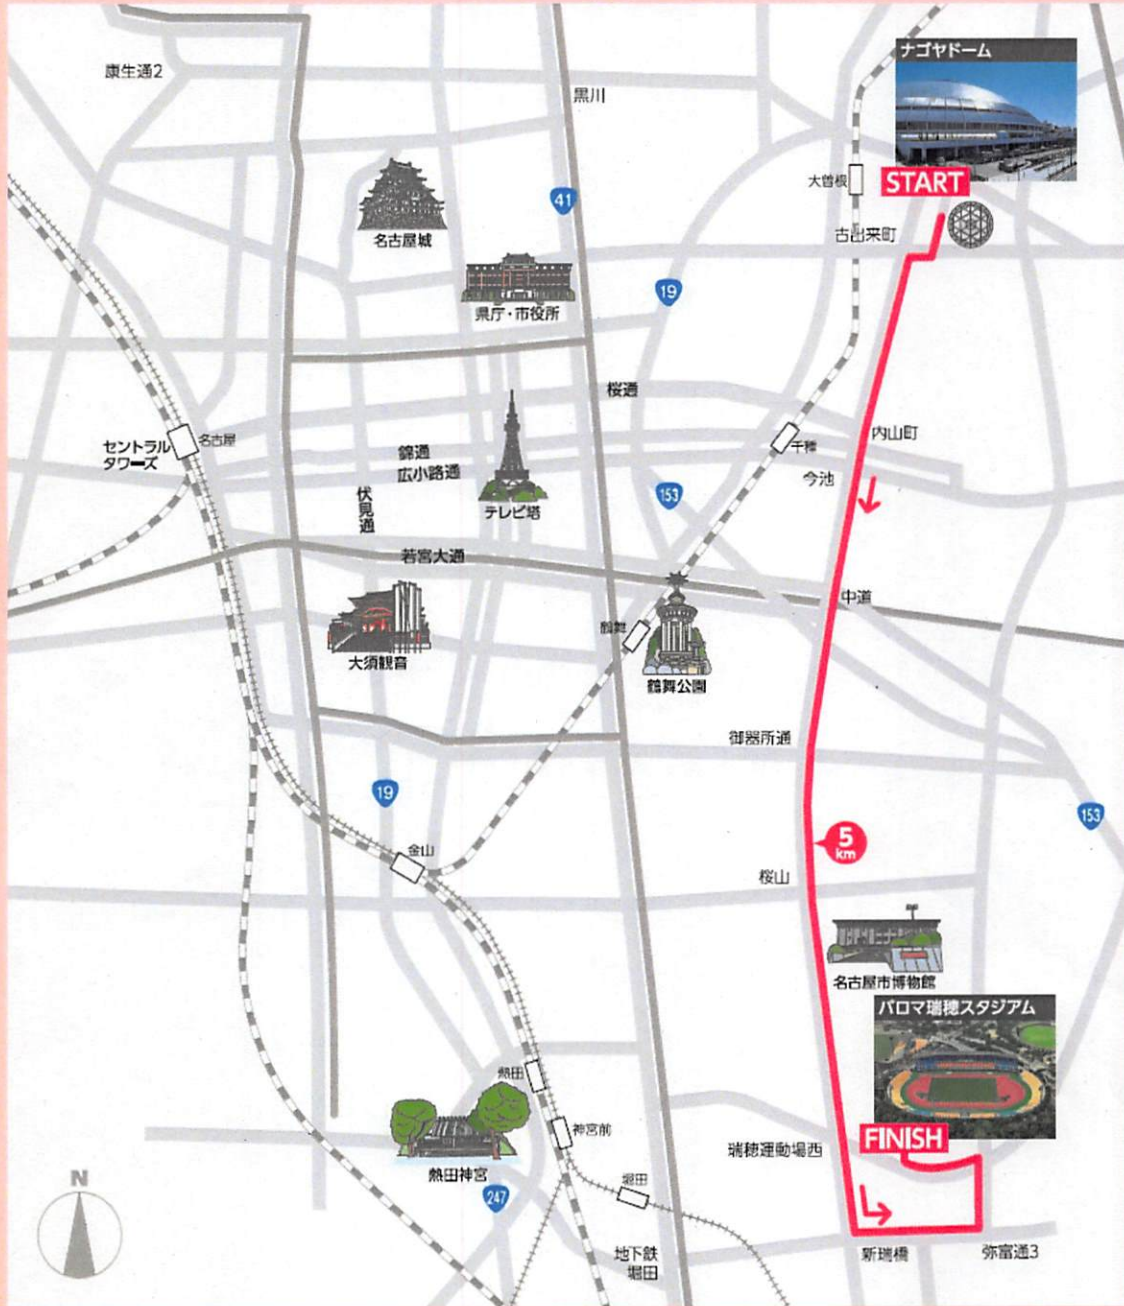 康生通2
黒川
ナゴヤドーム
大曽根
START
41
名古屋城
古出来町
県庁・市役所
19
桜通
内山町
セントラル
タワーズ
名古屋
錦通
広小路通
千種
今池
伏見通
153
テレビ塔
若宮大通
中道
鶴舞
大須観音
鶴舞公園
御器所通
19
153
5
km
金山
桜山
名古屋市博物館
パロマ瑞穂スタジアム
熱田
神宮前
FINISH
瑞穂運動場西
熱田神宮
堀田
N
247
地下鉄
堀田
新瑞橋
弥富通3